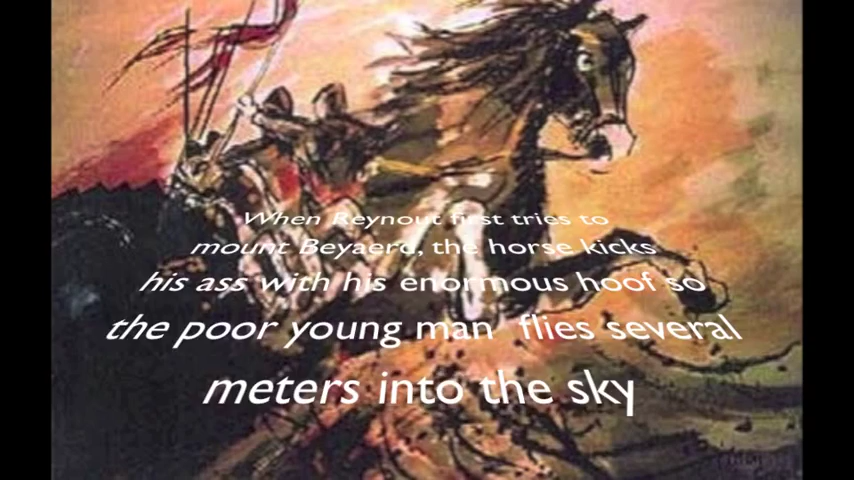 When Reynout first tries to
mount Beyaerd, the horse kicks
his ass with his enormous hoof so
the poor young man flies several
meters into the sky